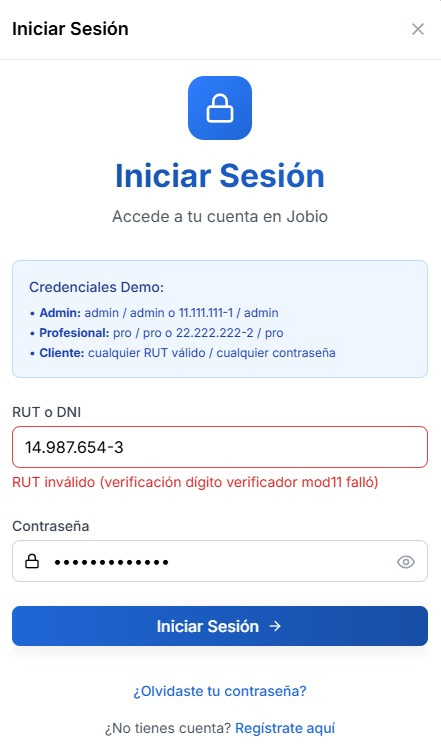 Iniciar Sesión
Iniciar Sesión
Accede a tu cuenta en Jobio
Credenciales Demo:
• Admin: admin / admin o 11.111.111-1 / admin
• Profesional: pro / pro o 22.222.222-2 / pro
• Cliente: cualquier RUT válido / cualquier contraseña
RUT o DNI
14.987.654-3
RUT inválido (verificación dígito verificador mod11 falló)
Contraseña
•••••••••••••
Iniciar Sesión →
¿Olvidaste tu contraseña?
¿No tienes cuenta? Regístrate aquí